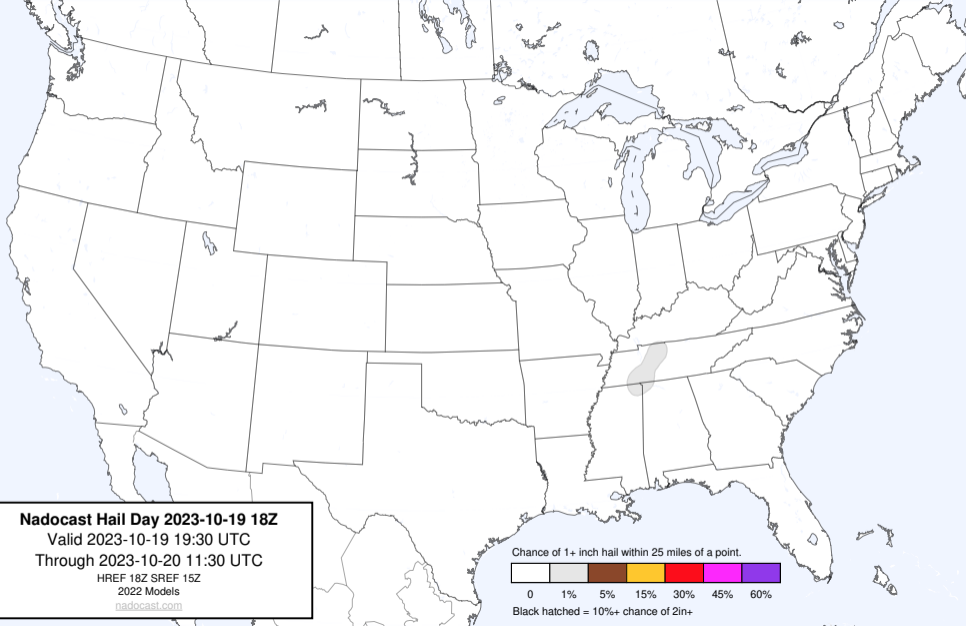 Nadocast Hail Day 2023-10-19 18Z
Valid 2023-10-19 19:30 UTC
Through 2023-10-20 11:30 UTC
HREF 18Z SREF 15Z
2022 Models
nadocast.com
Chance of 1+ inch hail within 25 miles of a point.
0 1% 5% 15% 30% 45% 60%
Black hatched = 10%+ chance of 2in+